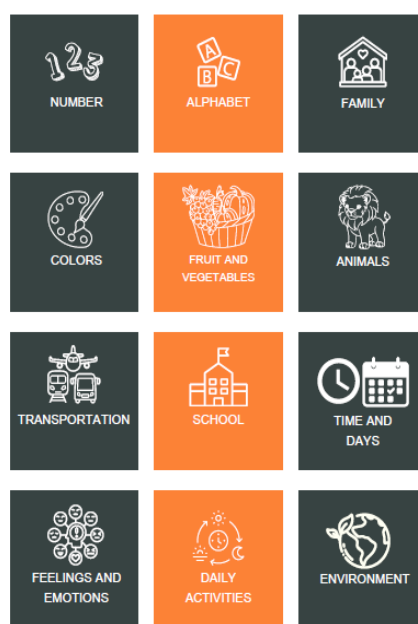 123
NUMBER
A
B C
ALPHABET
FAMILY
COLORS
FRUIT AND
VEGETABLES
ANIMALS
TRANSPORTATION
SCHOOL
TIME AND
DAYS
FEELINGS AND
EMOTIONS
DAILY
ACTIVITIES
ENVIRONMENT